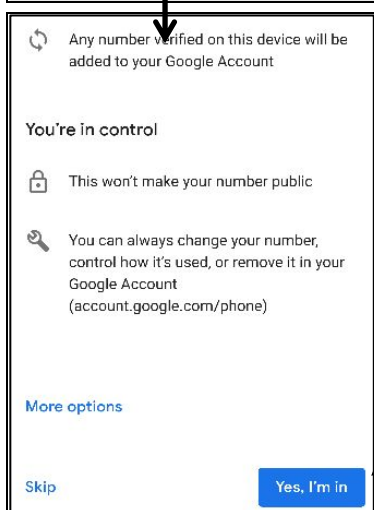 Any number verified on this device will be
added to your Google Account
You're in control
This won't make your number public
You can always change your number,
control how it's used, or remove it in your
Google Account
(account.google.com/phone)
More options
Skip
Yes, I'm in